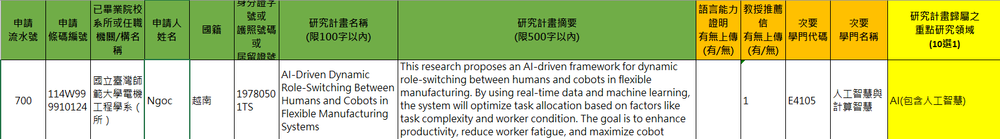 申請
流水號
申請
條碼編號
已畢業院校
系所或任職
機關/構名
稱
申請人
姓名
國籍
身分證字
號或
護照號碼
或
居留證號
研究計畫名稱
(限100字以內)
研究計畫摘要
(限500字以內)
語言能力
證明
有無上傳
(有/無)
教授推薦
信
有無上傳
(有/無)
次要
學門代碼
次要
學門名稱
研究計畫歸屬之
重點研究領域
(10選1)
700
114W99
9910124
國立臺灣師
範大學電機
工程學系（
所）
Ngoc
越南
1978050
1TS
AI-Driven Dynamic
Role-Switching Between
Humans and Cobots in
Flexible Manufacturing
Systems
This research proposes an AI-driven framework for dynamic
role-switching between humans and cobots in flexible
manufacturing. By using real-time data and machine learning,
the system will optimize task allocation based on factors like
task complexity and worker condition. The goal is to enhance
productivity, reduce worker fatigue, and maximize cobot
1
E4105
人工智慧與
計算智慧
AI(包含人工智慧)